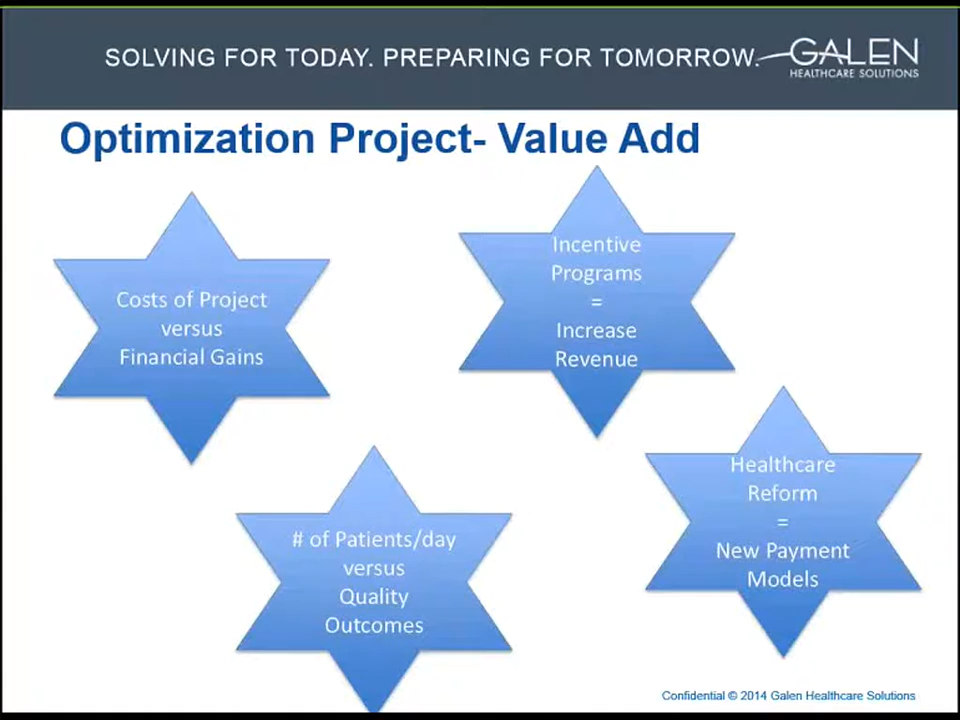 SOLVING FOR TODAY. PREPARING FOR TOMORROW.
GALEN
HEALTHCARE SOLUTIONS
Optimization Project- Value Add
Costs of Project
versus
Financial Gains
Incentive
Programs
=
Increase
Revenue
# of Patients/day
versus
Quality
Outcomes
Healthcare
Reform
=
New Payment
Models
Confidential © 2014 Galen Healthcare Solutions